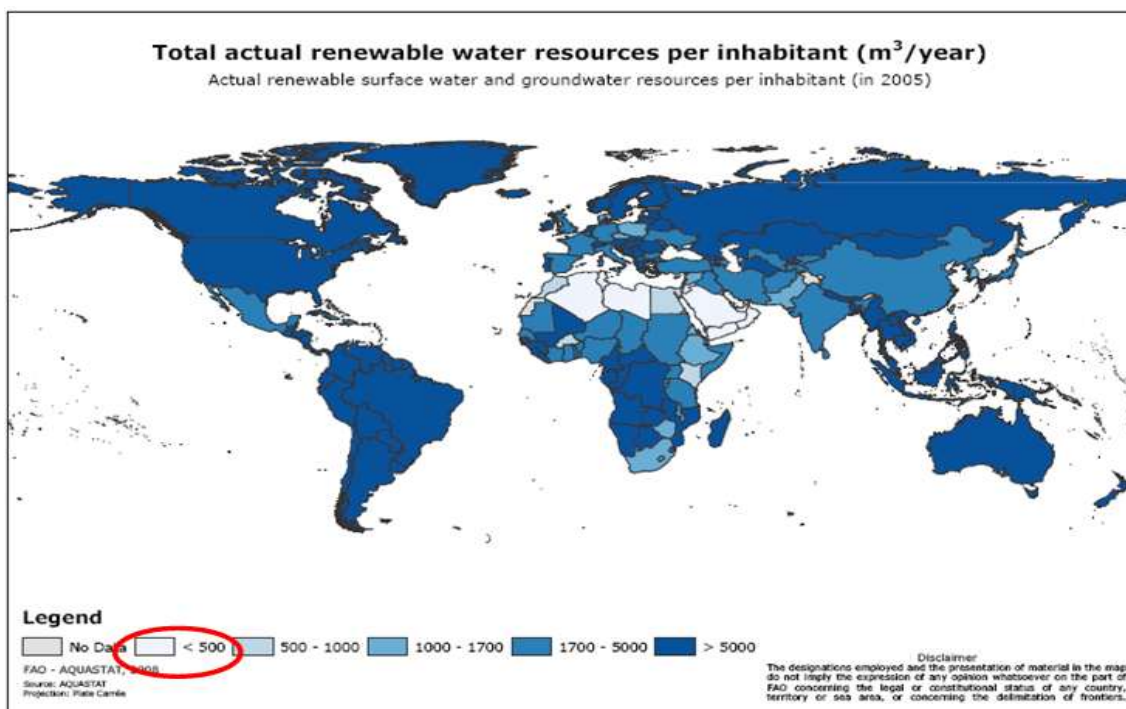 Total actual renewable water resources per inhabitant (m³/year)
Actual renewable surface water and groundwater resources per inhabitant (in 2005)
Legend
No Data < 500 500 - 1000 1000 - 1700 1700 - 5000 > 5000
FAO - AQUASTAT, 2008
Source: AQUASTAT
Projection: Plate Carrée
Disclaimer
The designations employed and the presentation of material in the map
do not imply the expression of any opinion whatsoever on the part of
FAO concerning the legal or constitutional status of any country,
territory or sea area, or concerning the delimitation of frontiers.